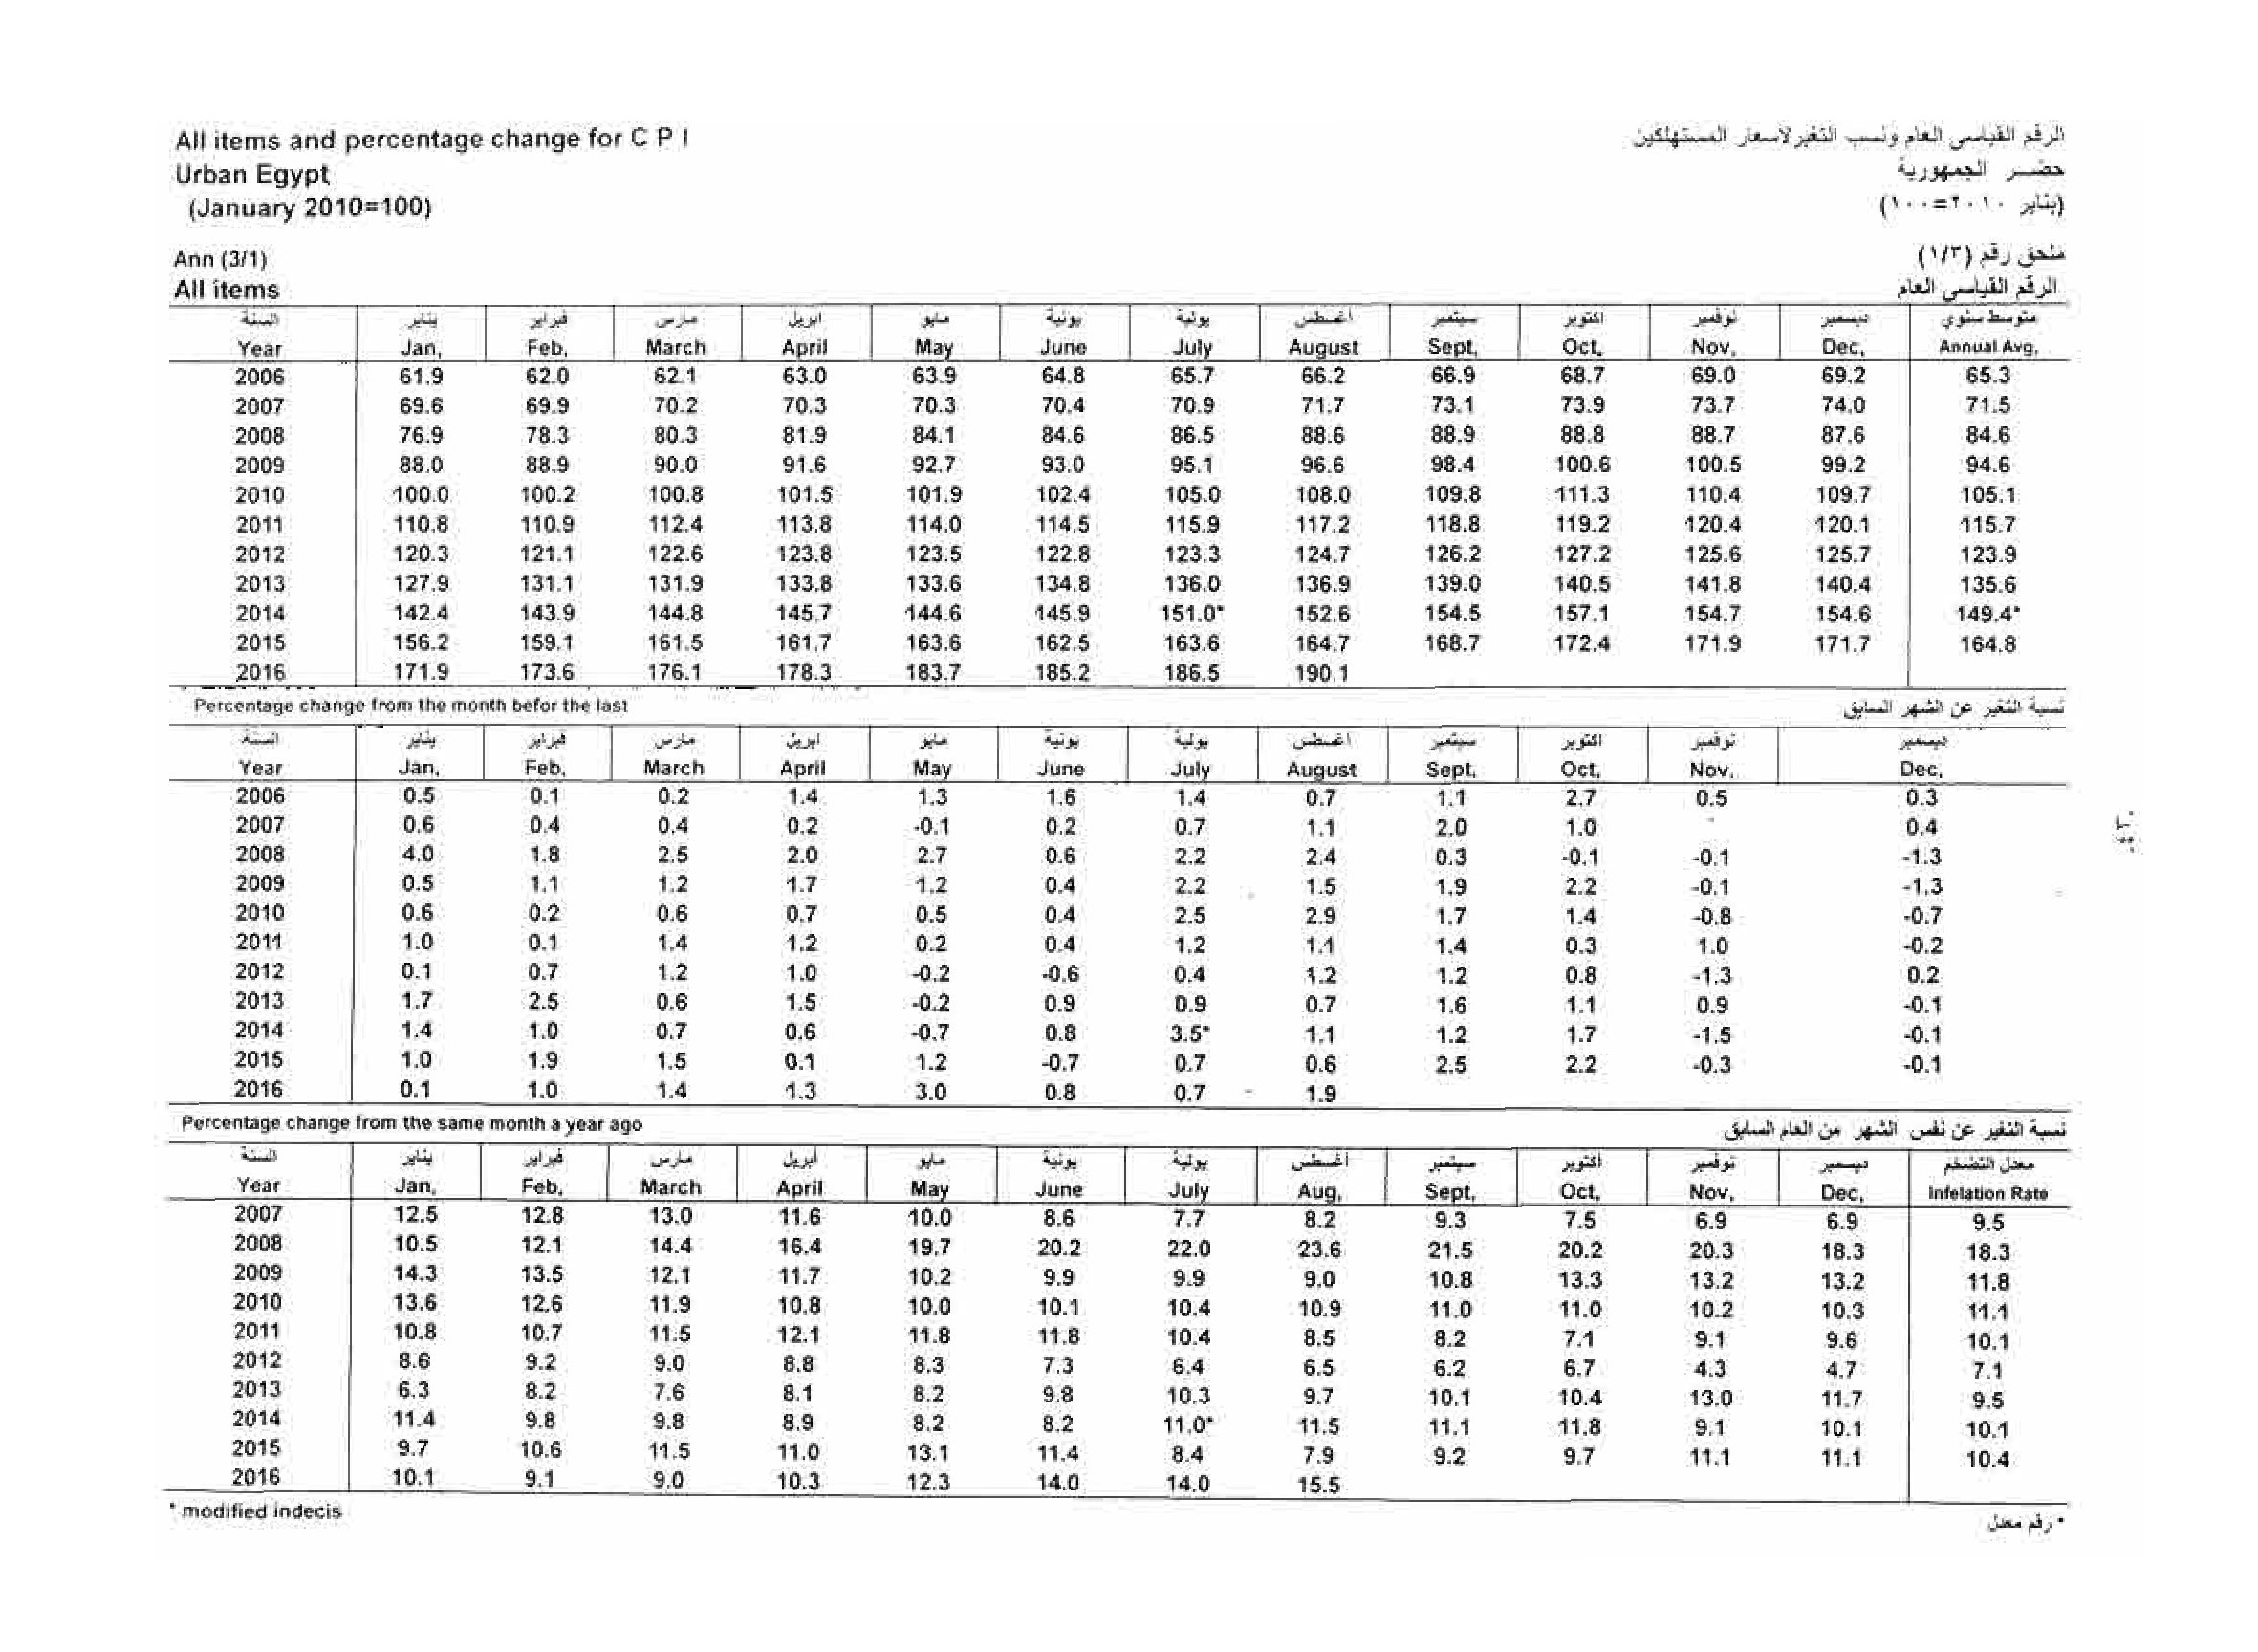 All items and percentage change for C P I
الرقم القياسى العام ونسب التغير لاسعار المستهلكين
Urban Egypt
حضر الجمهورية
(January 2010=100)
(يناير ٢٠١٠=١٠٠)
Ann (3/1)
ملحق رقم (١/٣)
All items
الرقم القياسى العام
السنة يناير فبراير مارس ابريل مايو يونية يولية اغسطس سبتمبر اكتوبر نوفمبر ديسمبر متوسط سنوي
Year Jan, Feb, March April May June July August Sept, Oct, Nov, Dec, Annual Avg,
2006 61.9 62.0 62.1 63.0 63.9 64.8 65.7 66.2 66.9 68.7 69.0 69.2 65.3
2007 69.6 69.9 70.2 70.3 70.3 70.4 70.9 71.7 73.1 73.9 73.7 74.0 71.5
2008 76.9 78.3 80.3 81.9 84.1 84.6 86.5 88.6 88.9 88.8 88.7 87.6 84.6
2009 88.0 88.9 90.0 91.6 92.7 93.0 95.1 96.6 98.4 100.6 100.5 99.2 94.6
2010 100.0 100.2 100.8 101.5 101.9 102.4 105.0 108.0 109.8 111.3 110.4 109.7 105.1
2011 110.8 110.9 112.4 113.8 114.0 114.5 115.9 117.2 118.8 119.2 120.4 120.1 115.7
2012 120.3 121.1 122.6 123.8 123.5 122.8 123.3 124.7 126.2 127.2 125.6 125.7 123.9
2013 127.9 131.1 131.9 133.8 133.6 134.8 136.0 136.9 139.0 140.5 141.8 140.4 135.6
2014 142.4 143.9 144.8 145.7 144.6 145.9 151.0* 152.6 154.5 157.1 154.7 154.6 149.4*
2015 156.2 159.1 161.5 161.7 163.6 162.5 163.6 164.7 168.7 172.4 171.9 171.7 164.8
2016 171.9 173.6 176.1 178.3 183.7 185.2 186.5 190.1
Percentage change from the month befor the last
نسبة التغير عن الشهر السابق
السنة يناير فبراير مارس ابريل مايو يونية يولية اغسطس سبتمبر اكتوبر نوفمبر ديسمبر
Year Jan, Feb, March April May June July August Sept, Oct, Nov, Dec,
2006 0.5 0.1 0.2 1.4 1.3 1.6 1.4 0.7 1.1 2.7 0.5 0.3
2007 0.6 0.4 0.4 0.2 -0.1 0.2 0.7 1.1 2.0 1.0 0.4
2008 4.0 1.8 2.5 2.0 2.7 0.6 2.2 2.4 0.3 -0.1 -0.1 -1.3
2009 0.5 1.1 1.2 1.7 1.2 0.4 2.2 1.5 1.9 2.2 -0.1 -1.3
2010 0.6 0.2 0.6 0.7 0.5 0.4 2.5 2.9 1.7 1.4 -0.8 -0.7
2011 1.0 0.1 1.4 1.2 0.2 0.4 1.2 1.1 1.4 0.3 1.0 -0.2
2012 0.1 0.7 1.2 1.0 -0.2 -0.6 0.4 1.2 1.2 0.8 -1.3 0.2
2013 1.7 2.5 0.6 1.5 -0.2 0.9 0.9 0.7 1.6 1.1 0.9 -0.1
2014 1.4 1.0 0.7 0.6 -0.7 0.8 3.5* 1.1 1.2 1.7 -1.5 -0.1
2015 1.0 1.9 1.5 0.1 1.2 -0.7 0.7 0.6 2.5 2.2 -0.3 -0.1
2016 0.1 1.0 1.4 1.3 3.0 0.8 0.7 1.9
Percentage change from the same month a year ago
نسبة التغير عن نفس الشهر من العام السابق
السنة يناير فبراير مارس أبريل مايو يونية يولية أغسطس سبتمبر أكتوبر نوفمبر ديسمبر معدل التضخم
Year Jan, Feb, March April May June July Aug, Sept, Oct, Nov, Dec, Infelation Rate
2007 12.5 12.8 13.0 11.6 10.0 8.6 7.7 8.2 9.3 7.5 6.9 6.9 9.5
2008 10.5 12.1 14.4 16.4 19.7 20.2 22.0 23.6 21.5 20.2 20.3 18.3 18.3
2009 14.3 13.5 12.1 11.7 10.2 9.9 9.9 9.0 10.8 13.3 13.2 13.2 11.8
2010 13.6 12.6 11.9 10.8 10.0 10.1 10.4 10.9 11.0 11.0 10.2 10.3 11.1
2011 10.8 10.7 11.5 12.1 11.8 11.8 10.4 8.5 8.2 7.1 9.1 9.6 10.1
2012 8.6 9.2 9.0 8.8 8.3 7.3 6.4 6.5 6.2 6.7 4.3 4.7 7.1
2013 6.3 8.2 7.6 8.1 8.2 9.8 10.3 9.7 10.1 10.4 13.0 11.7 9.5
2014 11.4 9.8 9.8 8.9 8.2 8.2 11.0* 11.5 11.1 11.8 9.1 10.1 10.1
2015 9.7 10.6 11.5 11.0 13.1 11.4 8.4 7.9 9.2 9.7 11.1 11.1 10.4
2016 10.1 9.1 9.0 10.3 12.3 14.0 14.0 15.5
* modified indecis
* رقم معدل